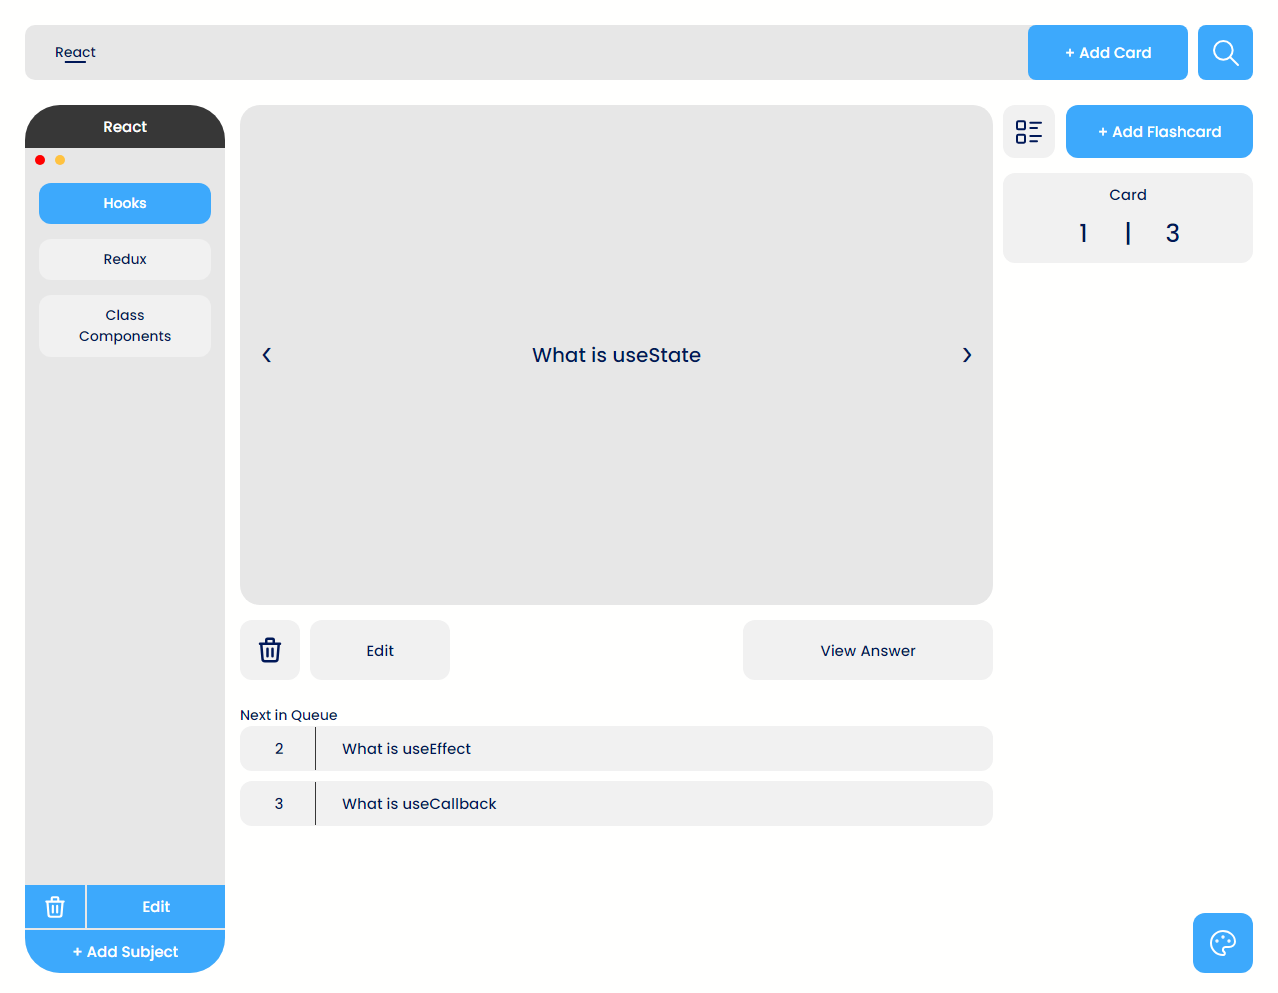 React
+ Add Card
React
Hooks
Redux
Class
Components
Edit
+ Add Subject
‹
What is useState
›
Edit
View Answer
Next in Queue
2 What is useEffect
3 What is useCallback
+ Add Flashcard
Card
1 | 3